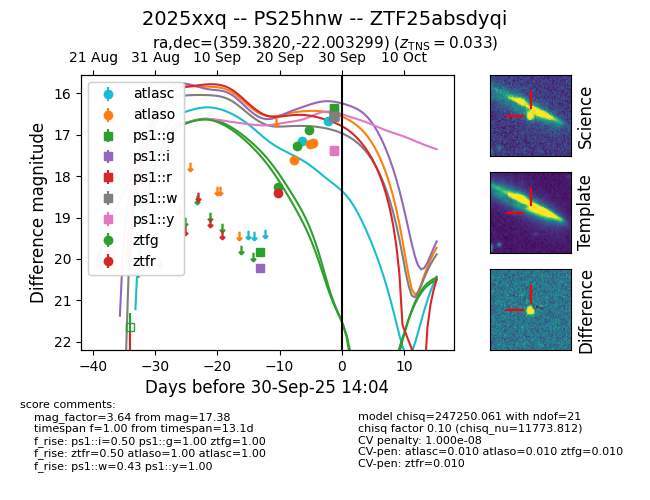 2025xxq -- PS25hnw -- ZTF25absdyqi
ra,dec=(359.3820,-22.003299) (z_TNS = 0.033)
21 Aug 31 Aug 10 Sep 20 Sep 30 Sep 10 Oct
atlasc
atlaso
ps1::g
ps1::i
ps1::r
ps1::w
ps1::y
ztfg
ztfr
16
17
18
19
20
21
22
Difference magnitude
−40 −30 −20 −10 0 10
Days before 30-Sep-25 14:04
Science
Template
Difference
score comments:
mag_factor=3.64 from mag=17.38
timespan f=1.00 from timespan=13.1d
f_rise: ps1::i=0.50 ps1::g=1.00 ztfg=1.00
f_rise: ztfr=0.50 atlaso=1.00 atlasc=1.00
f_rise: ps1::w=0.43 ps1::y=1.00
model chisq=247250.061 with ndof=21
chisq factor 0.10 (chisq_nu=11773.812)
CV penalty: 1.000e-08
CV-pen: atlasc=0.010 atlaso=0.010 ztfg=0.010
CV-pen: ztfr=0.010